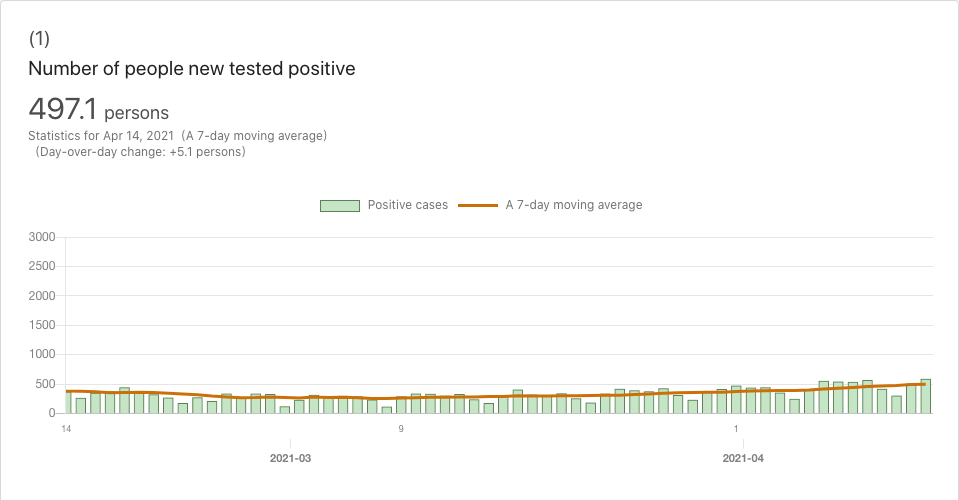 (1)
Number of people new tested positive
497.1 persons
Statistics for Apr 14, 2021 (A 7-day moving average)
(Day-over-day change: +5.1 persons)
Positive cases A 7-day moving average
3000
2500
2000
1500
1000
500
0
14 9 1
2021-03 2021-04